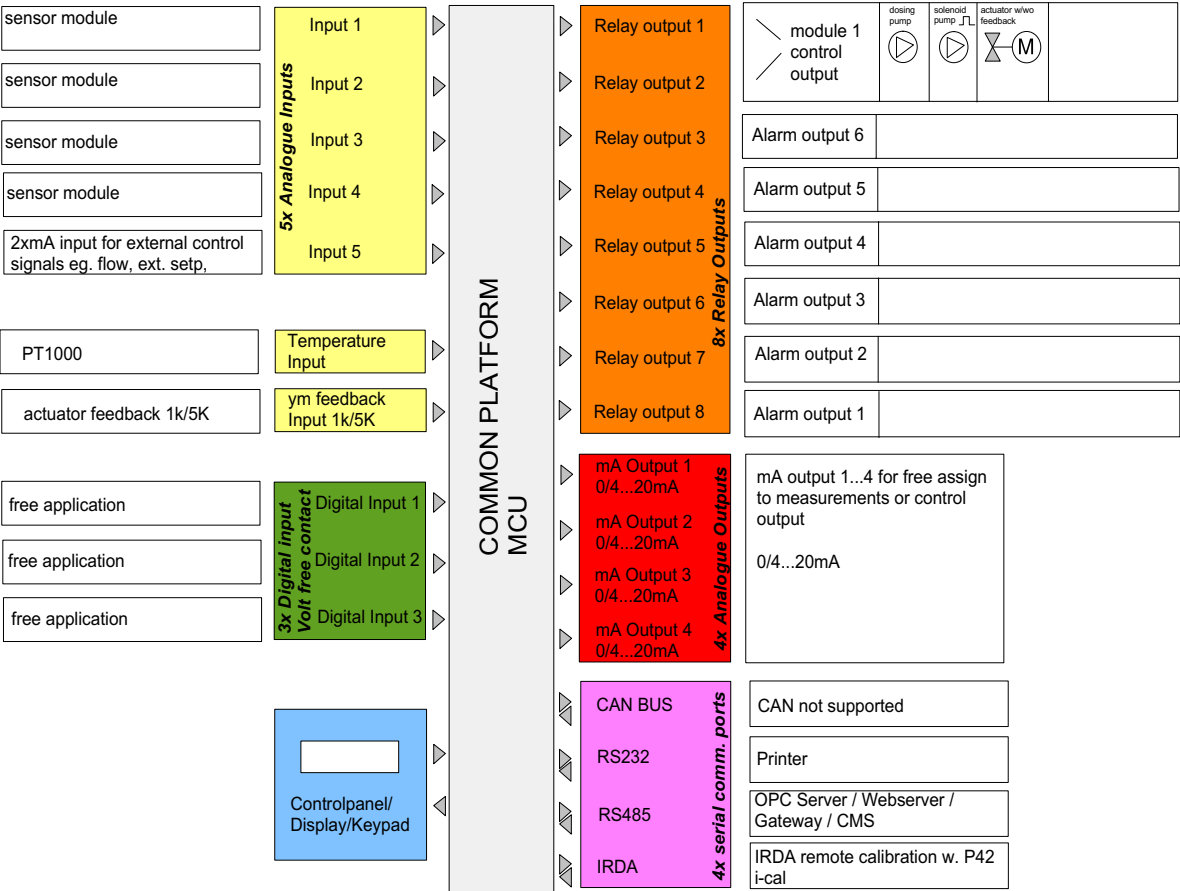 sensor module
sensor module
sensor module
sensor module
2xmA input for external control
signals eg. flow, ext. setp,
PT1000
actuator feedback 1k/5K
free application
free application
free application
5x Analogue Inputs
Input 1
Input 2
Input 3
Input 4
Input 5
Temperature
Input
ym feedback
Input 1k/5K
3x Digital input
Volt free contact
Digital Input 1
Digital Input 2
Digital Input 3
Controlpanel/
Display/Keypad
COMMON PLATFORM
MCU
Relay output 1
Relay output 2
Relay output 3
Relay output 4
Relay output 5
Relay output 6
Relay output 7
Relay output 8
8x Relay Outputs
mA Output 1
0/4...20mA
mA Output 2
0/4...20mA
mA Output 3
0/4...20mA
mA Output 4
0/4...20mA
4x Analogue Outputs
CAN BUS
RS232
RS485
IRDA
4x serial comm. ports
module 1
control
output
dosing
pump
solenoid
pump
actuator w/wo
feedback
M
Alarm output 6
Alarm output 5
Alarm output 4
Alarm output 3
Alarm output 2
Alarm output 1
mA output 1...4 for free assign
to measurements or control
output
0/4...20mA
CAN not supported
Printer
OPC Server / Webserver /
Gateway / CMS
IRDA remote calibration w. P42
i-cal